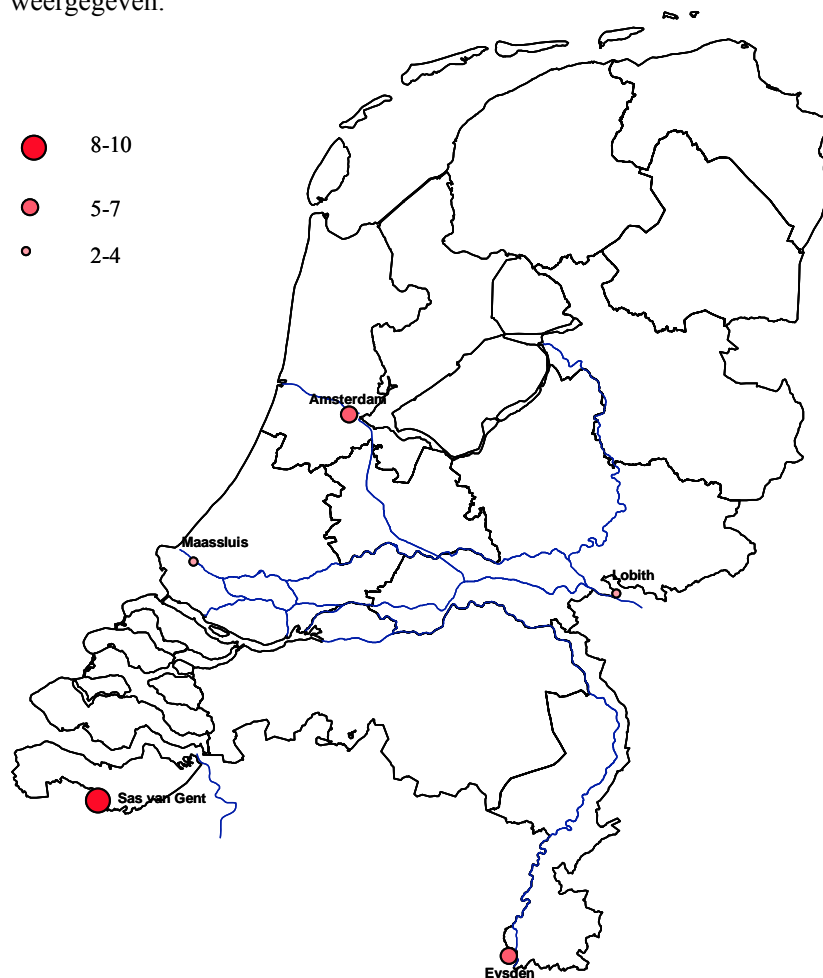 weergegeven.
8-10
5-7
2-4
Amsterdam
Maassluis
Lobith
Sas van Gent
Eysden